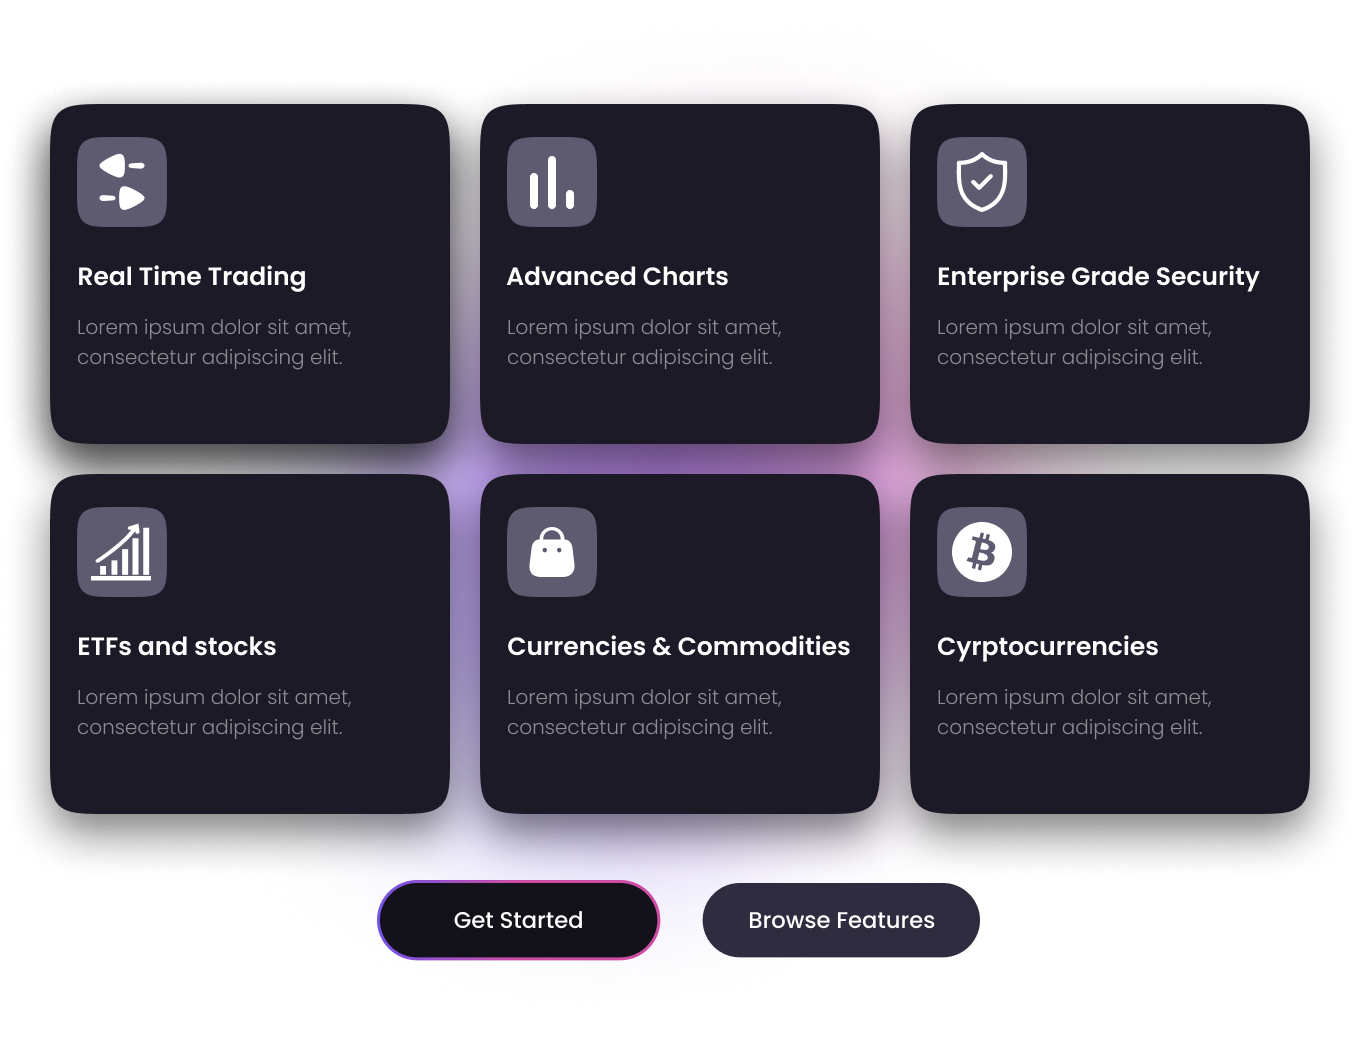 Real Time Trading
Lorem ipsum dolor sit amet,
consectetur adipiscing elit.
Advanced Charts
Lorem ipsum dolor sit amet,
consectetur adipiscing elit.
Enterprise Grade Security
Lorem ipsum dolor sit amet,
consectetur adipiscing elit.
ETFs and stocks
Lorem ipsum dolor sit amet,
consectetur adipiscing elit.
Currencies & Commodities
Lorem ipsum dolor sit amet,
consectetur adipiscing elit.
Cyrptocurrencies
Lorem ipsum dolor sit amet,
consectetur adipiscing elit.
Get Started
Browse Features